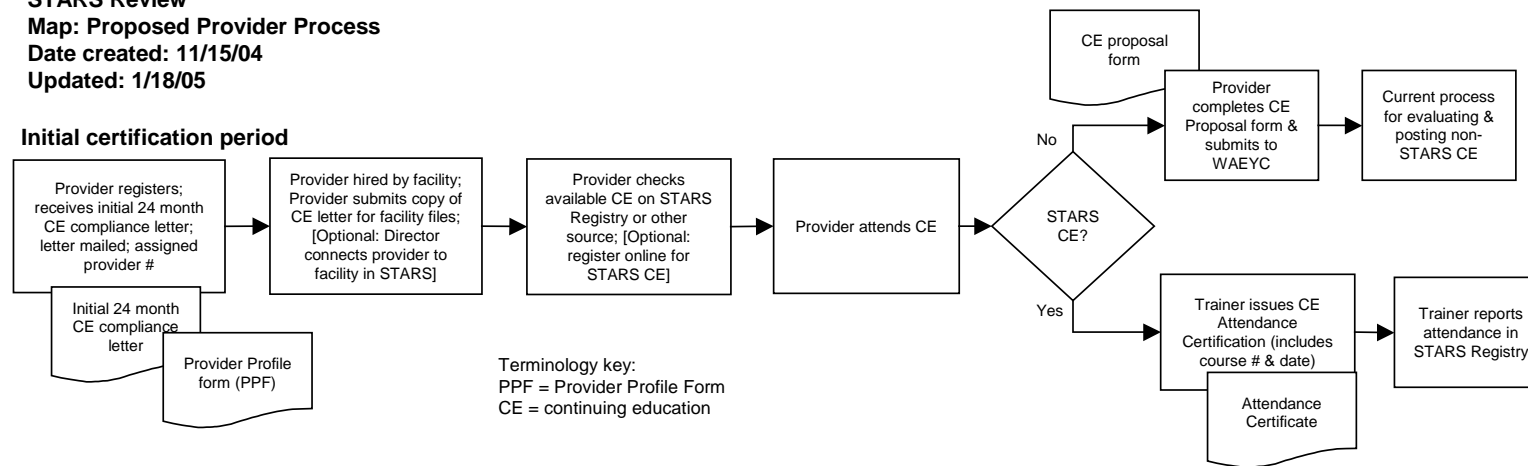 STARS Review
Map: Proposed Provider Process
Date created: 11/15/04
Updated: 1/18/05
Initial certification period
Provider registers;
receives initial 24 month
CE compliance letter;
letter mailed; assigned
provider #
Initial 24 month
CE compliance
letter
Provider Profile
form (PPF)
Provider hired by facility;
Provider submits copy of
CE letter for facility files;
[Optional: Director
connects provider to
facility in STARS]
Provider checks
available CE on STARS
Registry or other
source; [Optional:
register online for
STARS CE]
Provider attends CE
STARS
CE?
No
CE proposal
form
Provider
completes CE
Proposal form &
submits to
WAEYC
Current process
for evaluating &
posting non-
STARS CE
Yes
Trainer issues CE
Attendance
Certification (includes
course # & date)
Attendance
Certificate
Trainer reports
attendance in
STARS Registry
Terminology key:
PPF = Provider Profile Form
CE = continuing education